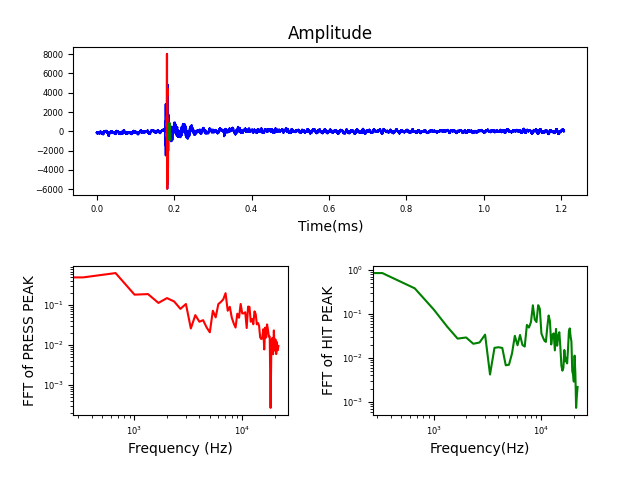 Amplitude
8000
6000
4000
2000
0
−2000
−4000
−6000
0.0 0.2 0.4 0.6 0.8 1.0 1.2
Time(ms)
FFT of PRESS PEAK
10⁻¹
10⁻²
10⁻³
10³ 10⁴
Frequency (Hz)
FFT of HIT PEAK
10⁰
10⁻¹
10⁻²
10⁻³
10³ 10⁴
Frequency(Hz)